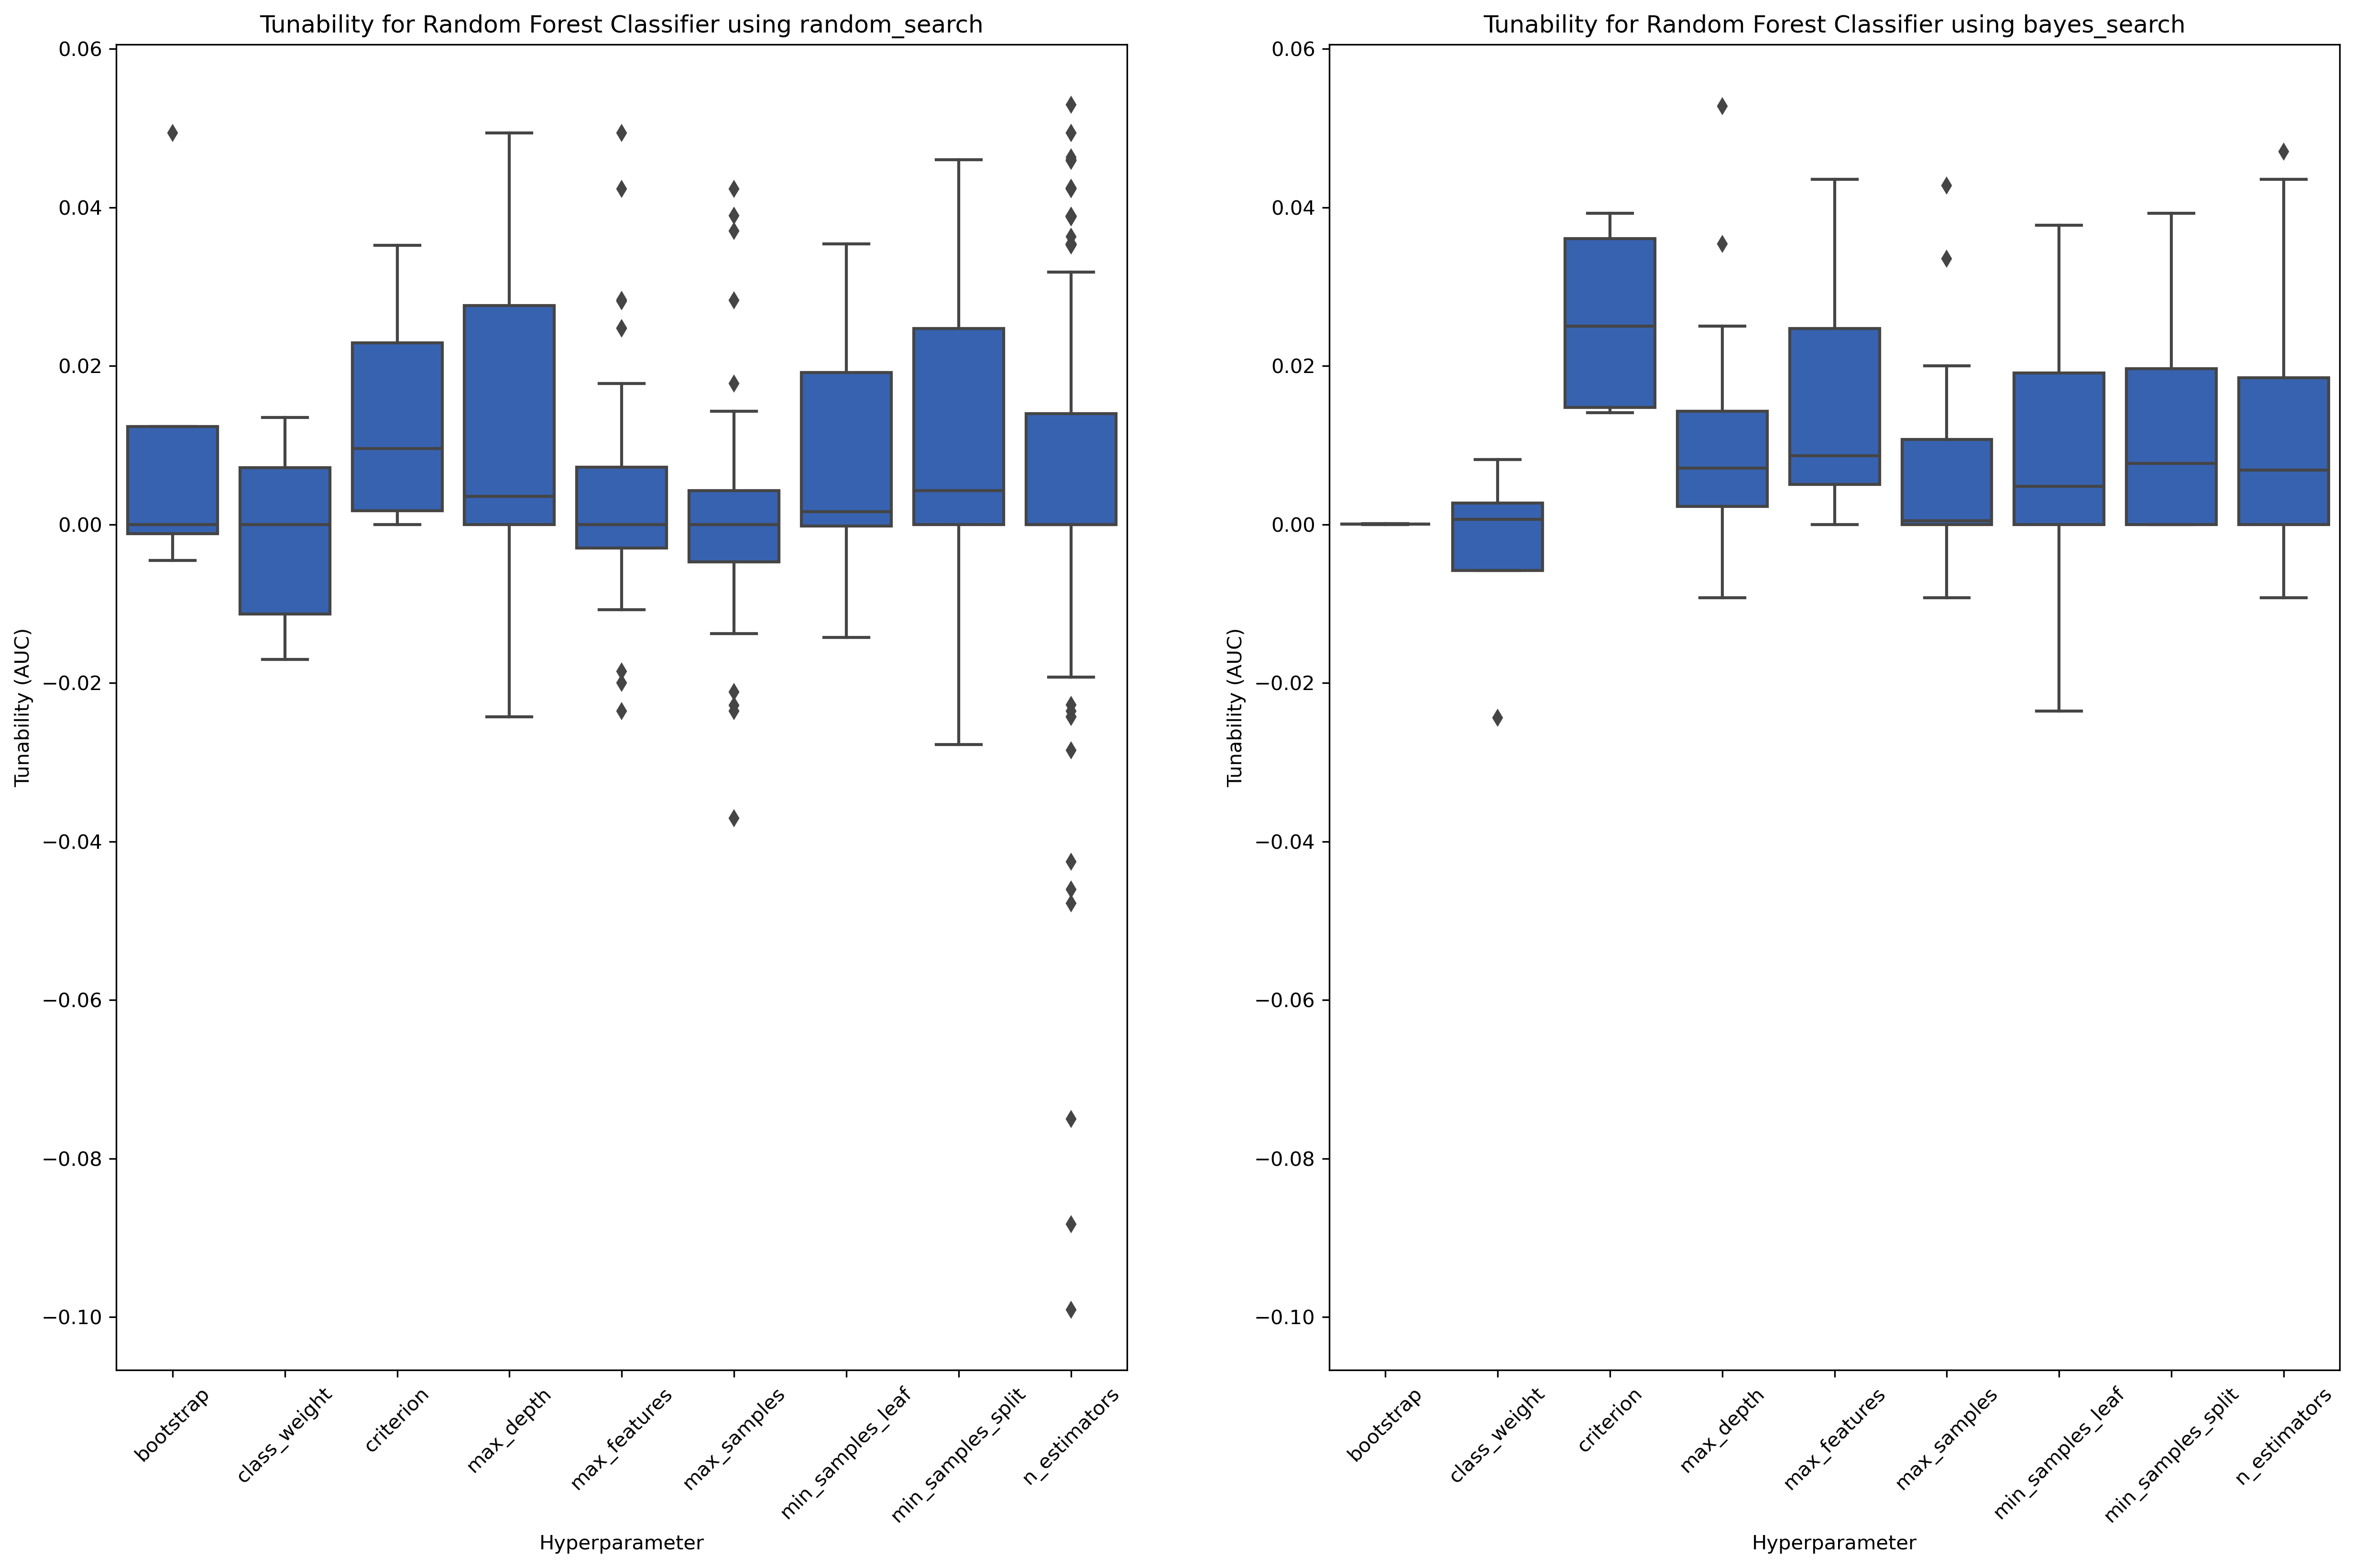 Tunability for Random Forest Classifier using random_search
Tunability (AUC)
0.06
0.04
0.02
0.00
−0.02
−0.04
−0.06
−0.08
−0.10
bootstrap
class_weight
criterion
max_depth
max_features
max_samples
min_samples_leaf
min_samples_split
n_estimators
Hyperparameter
Tunability for Random Forest Classifier using bayes_search
Tunability (AUC)
0.06
0.04
0.02
0.00
−0.02
−0.04
−0.06
−0.08
−0.10
bootstrap
class_weight
criterion
max_depth
max_features
max_samples
min_samples_leaf
min_samples_split
n_estimators
Hyperparameter